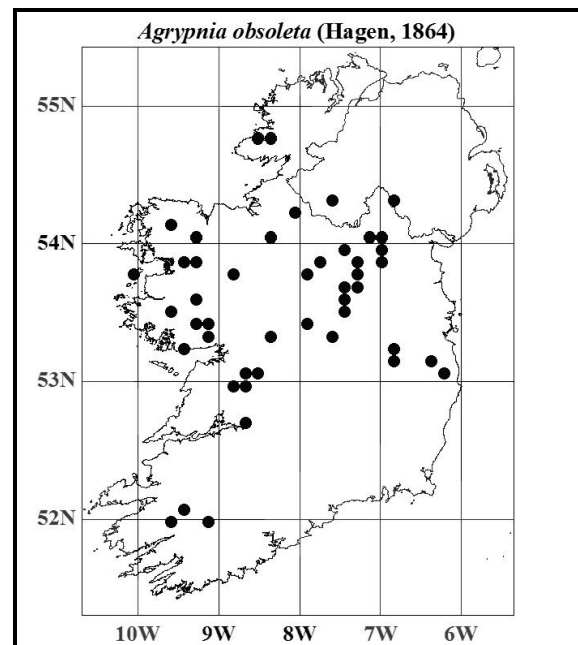 Agrypnia obsoleta (Hagen, 1864)
55N
54N
53N
52N
10W 9W 8W 7W 6W